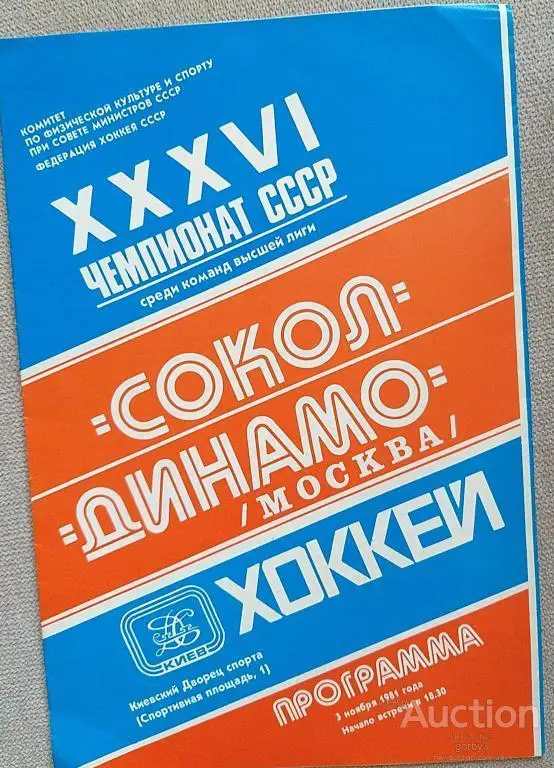 КОМИТЕТ
ПО ФИЗИЧЕСКОЙ КУЛЬТУРЕ И СПОРТУ
ПРИ СОВЕТЕ МИНИСТРОВ СССР
ФЕДЕРАЦИЯ ХОККЕЯ СССР
XXXVI
ЧЕМПИОНАТ СССР
среди команд высшей лиги
=СОКОЛ=
=ДИНАМО=
/МОСКВА/
ХОККЕЙ
КИЕВ
Киевский Дворец спорта
(Спортивная площадь, 1)
ПРОГРАММА
3 ноября 1981 года
Начало встречи в 18.30
Auction
gorby3